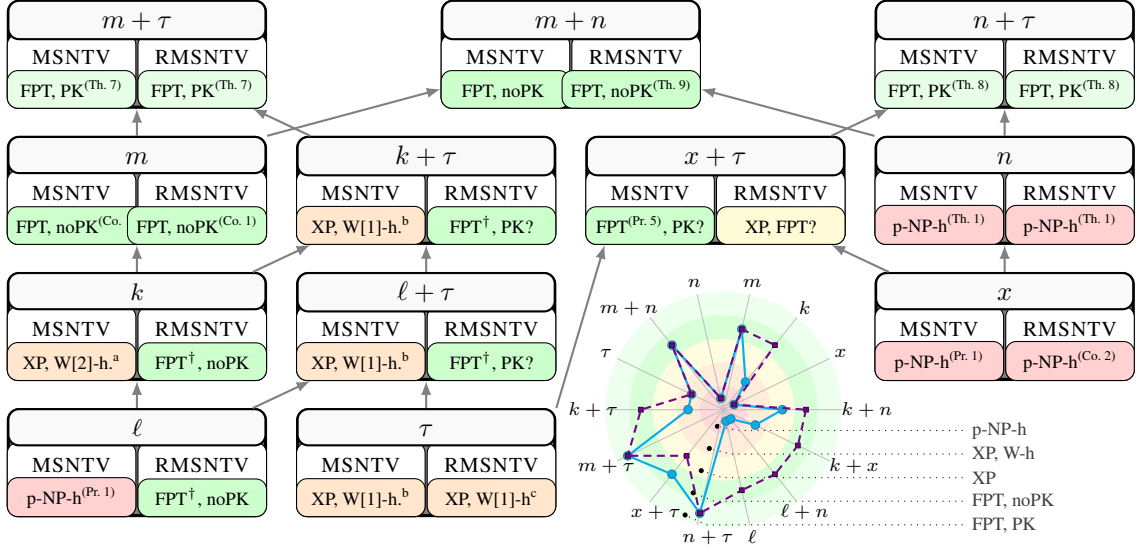 m + τ
m + n
n + τ
MSNTV RMSNTV
MSNTV RMSNTV
MSNTV RMSNTV
FPT, PK(Th. 7) FPT, PK(Th. 7)
FPT, noPK FPT, noPK(Th. 9)
FPT, PK(Th. 8) FPT, PK(Th. 8)
m
k + τ
x + τ
n
MSNTV RMSNTV
MSNTV RMSNTV
MSNTV RMSNTV
MSNTV RMSNTV
FPT, noPK(Co. FPT, noPK(Co. 1)
XP, W[1]-h.b FPT†, PK?
FPT(Pr. 5), PK? XP, FPT?
p-NP-h(Th. 1) p-NP-h(Th. 1)
k
ℓ + τ
x
MSNTV RMSNTV
MSNTV RMSNTV
MSNTV RMSNTV
XP, W[2]-h.a FPT†, noPK
XP, W[1]-h.b FPT†, PK?
p-NP-h(Pr. 1) p-NP-h(Co. 2)
ℓ
τ
MSNTV RMSNTV
MSNTV RMSNTV
p-NP-h(Pr. 1) FPT†, noPK
XP, W[1]-h.b XP, W[1]-hc
n
m
m + n
k
τ
x
k + τ
k + n
m + τ
k + x
x + τ
ℓ + n
n + τ
ℓ
p-NP-h
XP, W-h
XP
FPT, noPK
FPT, PK